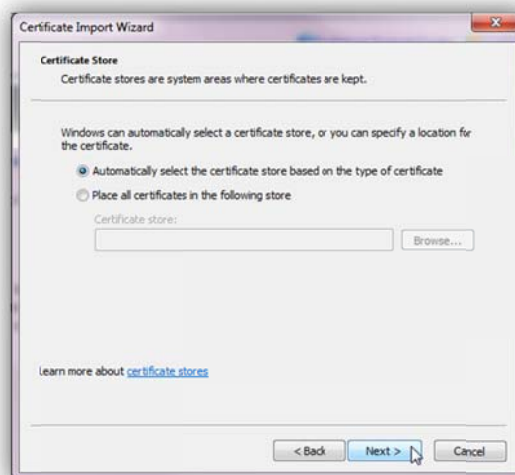 Certificate Import Wizard
Certificate Store
Certificate stores are system areas where certificates are kept.
Windows can automatically select a certificate store, or you can specify a location for
the certificate.
Automatically select the certificate store based on the type of certificate
Place all certificates in the following store
Certificate store:
Browse...
Learn more about certificate stores
< Back
Next >
Cancel